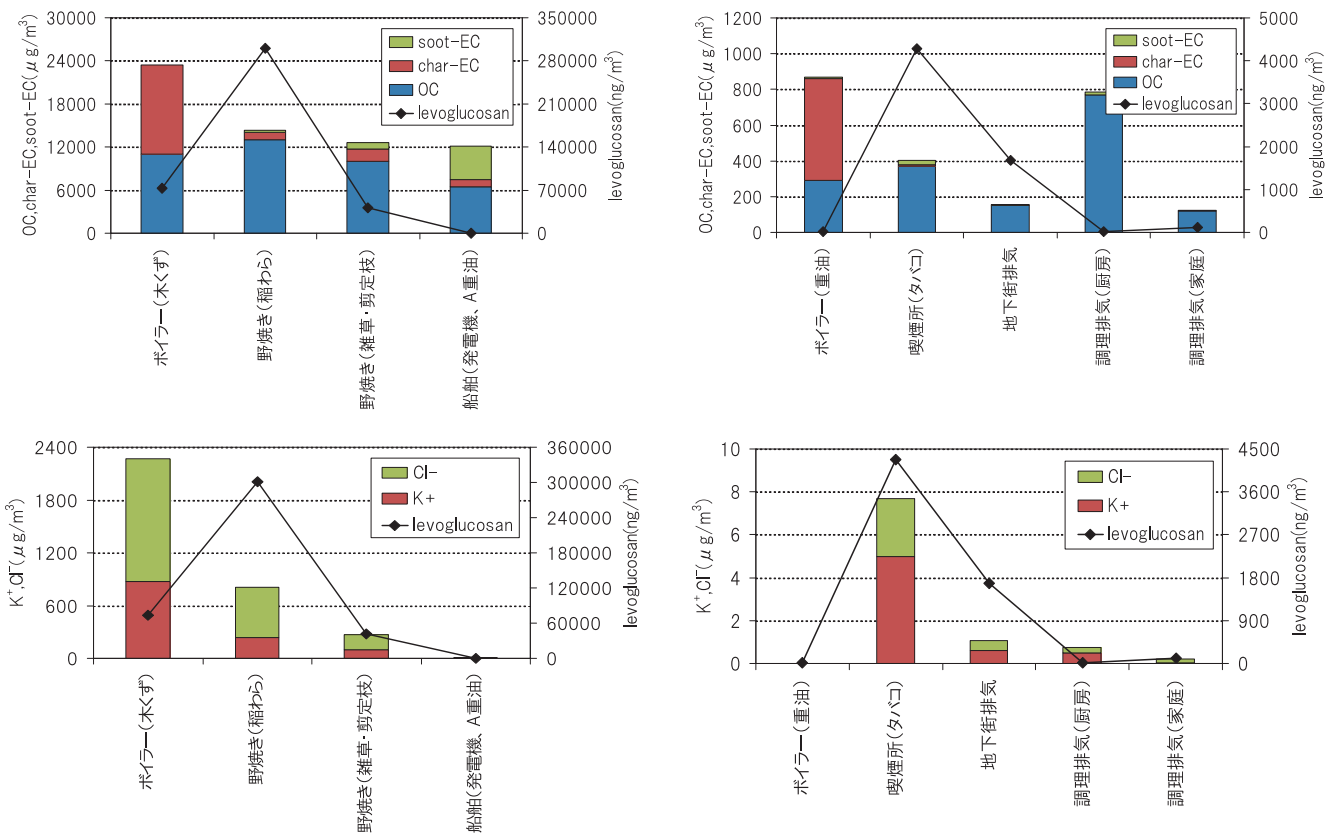 OC,char-EC,soot-EC(μg/m³)
30000
24000
18000
12000
6000
0
soot-EC
char-EC
OC
levoglucosan
350000
280000
210000
140000
70000
0
levoglucosan(ng/m³)
ボイラー(木くず)
野焼き(稲わら)
野焼き(雑草・剪定枝)
船舶(発電機、A重油)
OC,char-EC,soot-EC(μg/m³)
1200
1000
800
600
400
200
0
soot-EC
char-EC
OC
levoglucosan
5000
4000
3000
2000
1000
0
levoglucosan(ng/m³)
ボイラー(重油)
喫煙所(タバコ)
地下街排気
調理排気(厨房)
調理排気(家庭)
K⁺,Cl⁻(μg/m³)
2400
1800
1200
600
0
Cl-
K+
levoglucosan
360000
300000
240000
180000
120000
60000
0
levoglucosan(ng/m³)
ボイラー(木くず)
野焼き(稲わら)
野焼き(雑草・剪定枝)
船舶(発電機、A重油)
K⁺,Cl⁻(μg/m³)
10
8
6
4
2
0
Cl-
K+
levoglucosan
4500
3600
2700
1800
900
0
levoglucosan(ng/m³)
ボイラー(重油)
喫煙所(タバコ)
地下街排気
調理排気(厨房)
調理排気(家庭)